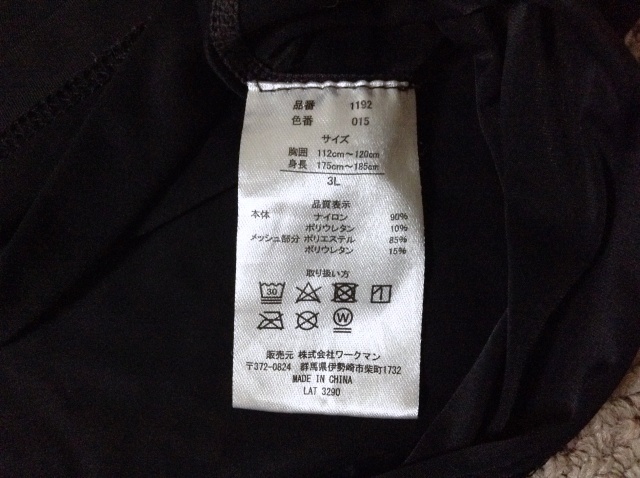 品番 1192
色番 015
サイズ
胸囲 112cm〜120cm
身長 175cm〜185cm
3L
品質表示
本体 ナイロン 90%
ポリウレタン 10%
メッシュ部分 ポリエステル 85%
ポリウレタン 15%
取り扱い方
30
W
販売元 株式会社ワークマン
〒372-0824 群馬県伊勢崎市柴町1732
MADE IN CHINA
LAT 3290